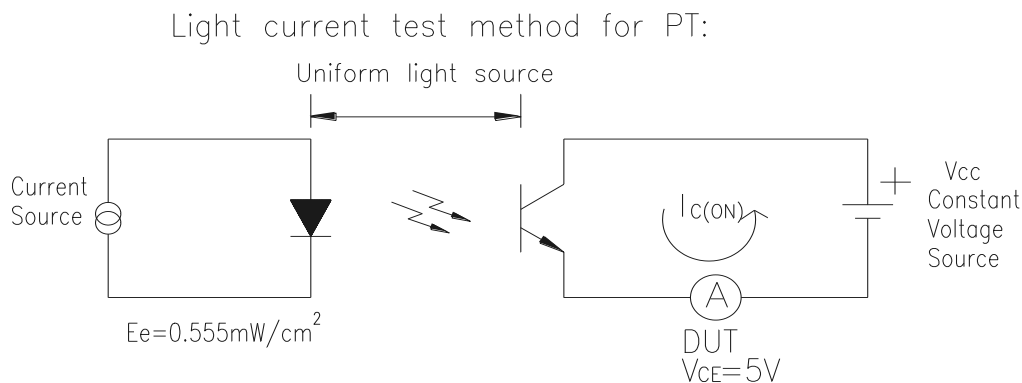 Light current test method for PT:
Uniform light source
Current
Source
IC(ON)
+
Vcc
Constant
Voltage
Source
A
Ee=0.555mW/cm²
DUT
VCE=5V